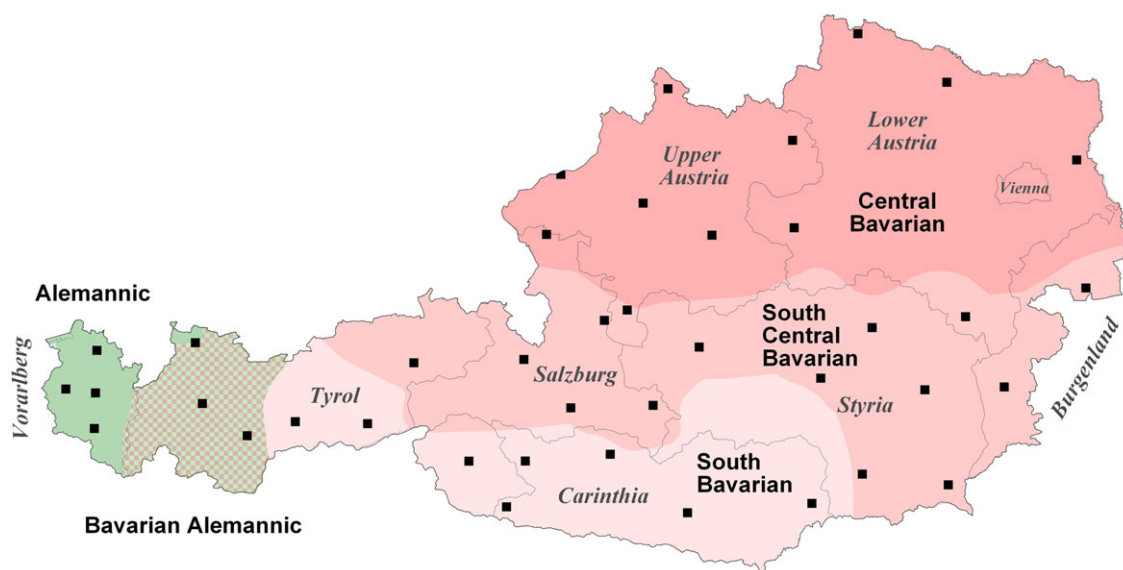 Lower
Austria
Upper
Austria
Vienna
Central
Bavarian
Alemannic
South
Central
Bavarian
Vorarlberg
Tyrol
Salzburg
Styria
Burgenland
South
Bavarian
Carinthia
Bavarian Alemannic